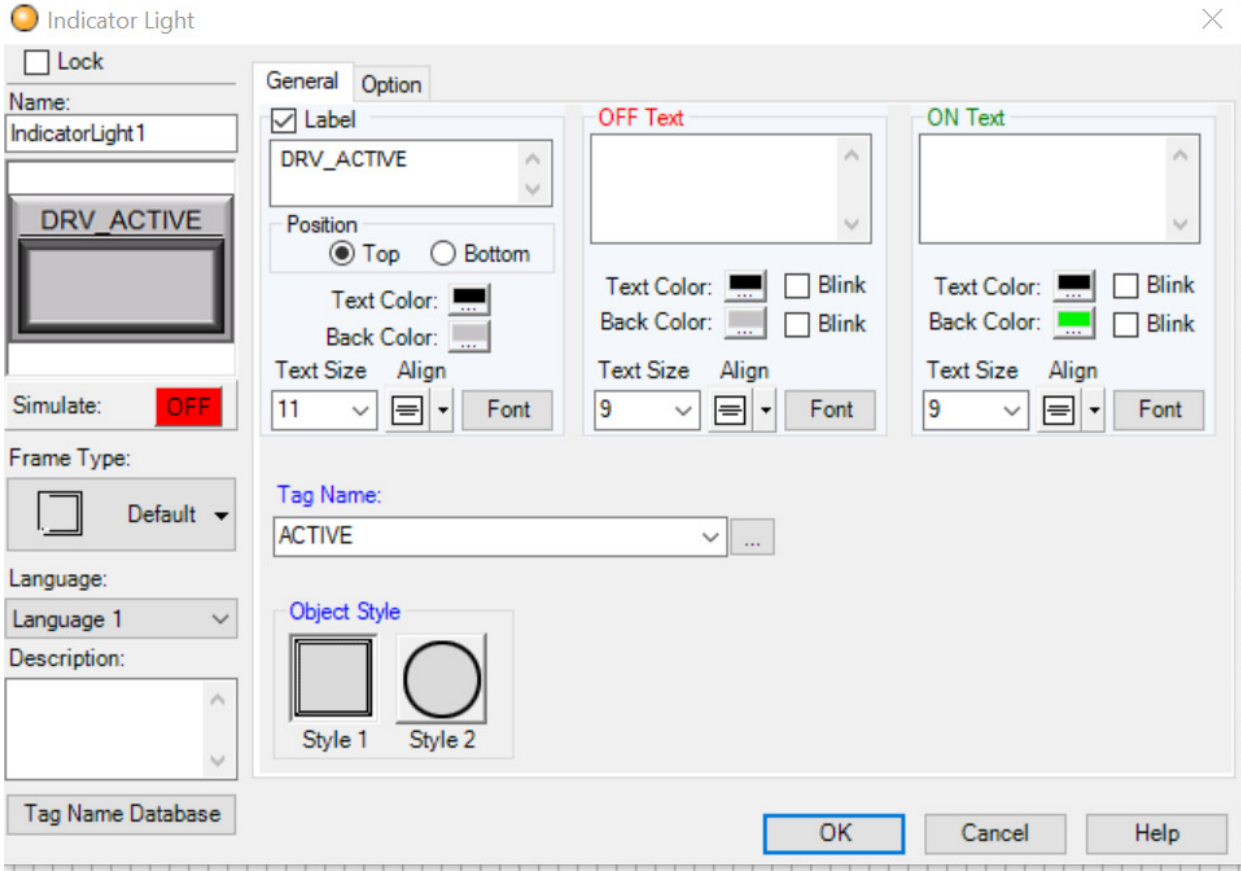 Indicator Light
Lock
Name:
IndicatorLight1
DRV_ACTIVE
Simulate: OFF
Frame Type:
Default
Language:
Language 1
Description:
Tag Name Database
General Option
Label
DRV_ACTIVE
Position
Top Bottom
Text Color: ...
Back Color: ...
Text Size Align
11 Font
OFF Text
Text Color: ... Blink
Back Color: ... Blink
Text Size Align
9 Font
ON Text
Text Color: ... Blink
Back Color: ... Blink
Text Size Align
9 Font
Tag Name:
ACTIVE ...
Object Style
Style 1 Style 2
OK Cancel Help